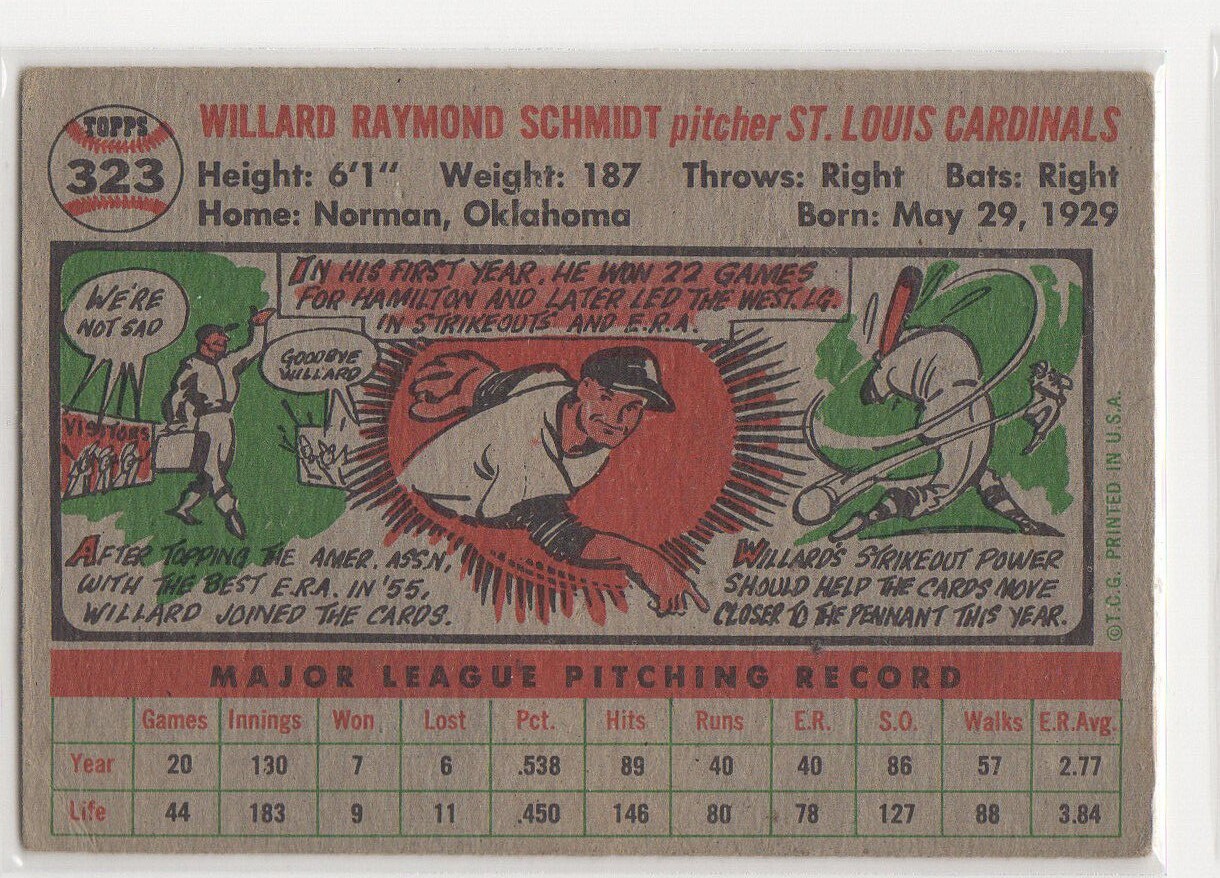 TOPPS
323
WILLARD RAYMOND SCHMIDT pitcher ST. LOUIS CARDINALS
Height: 6'1" Weight: 187 Throws: Right Bats: Right
Home: Norman, Oklahoma Born: May 29, 1929
WE'RE
NOT SAD
VISITORS
GOODBYE
WILLARD
IN HIS FIRST YEAR, HE WON 22 GAMES
FOR HAMILTON AND LATER LED THE WEST. LG.
IN STRIKEOUTS AND E.R.A.
AFTER TOPPING THE AMER. ASS'N,
WITH THE BEST E.R.A. IN '55,
WILLARD JOINED THE CARDS.
WILLARD'S STRIKEOUT POWER
SHOULD HELP THE CARDS MOVE
CLOSER TO THE PENNANT THIS YEAR.
©T.C.G. PRINTED IN U.S.A.
MAJOR LEAGUE PITCHING RECORD
Games Innings Won Lost Pct. Hits Runs E.R. S.O. Walks E.R.Avg.
Year 20 130 7 6 .538 89 40 40 86 57 2.77
Life 44 183 9 11 .450 146 80 78 127 88 3.84